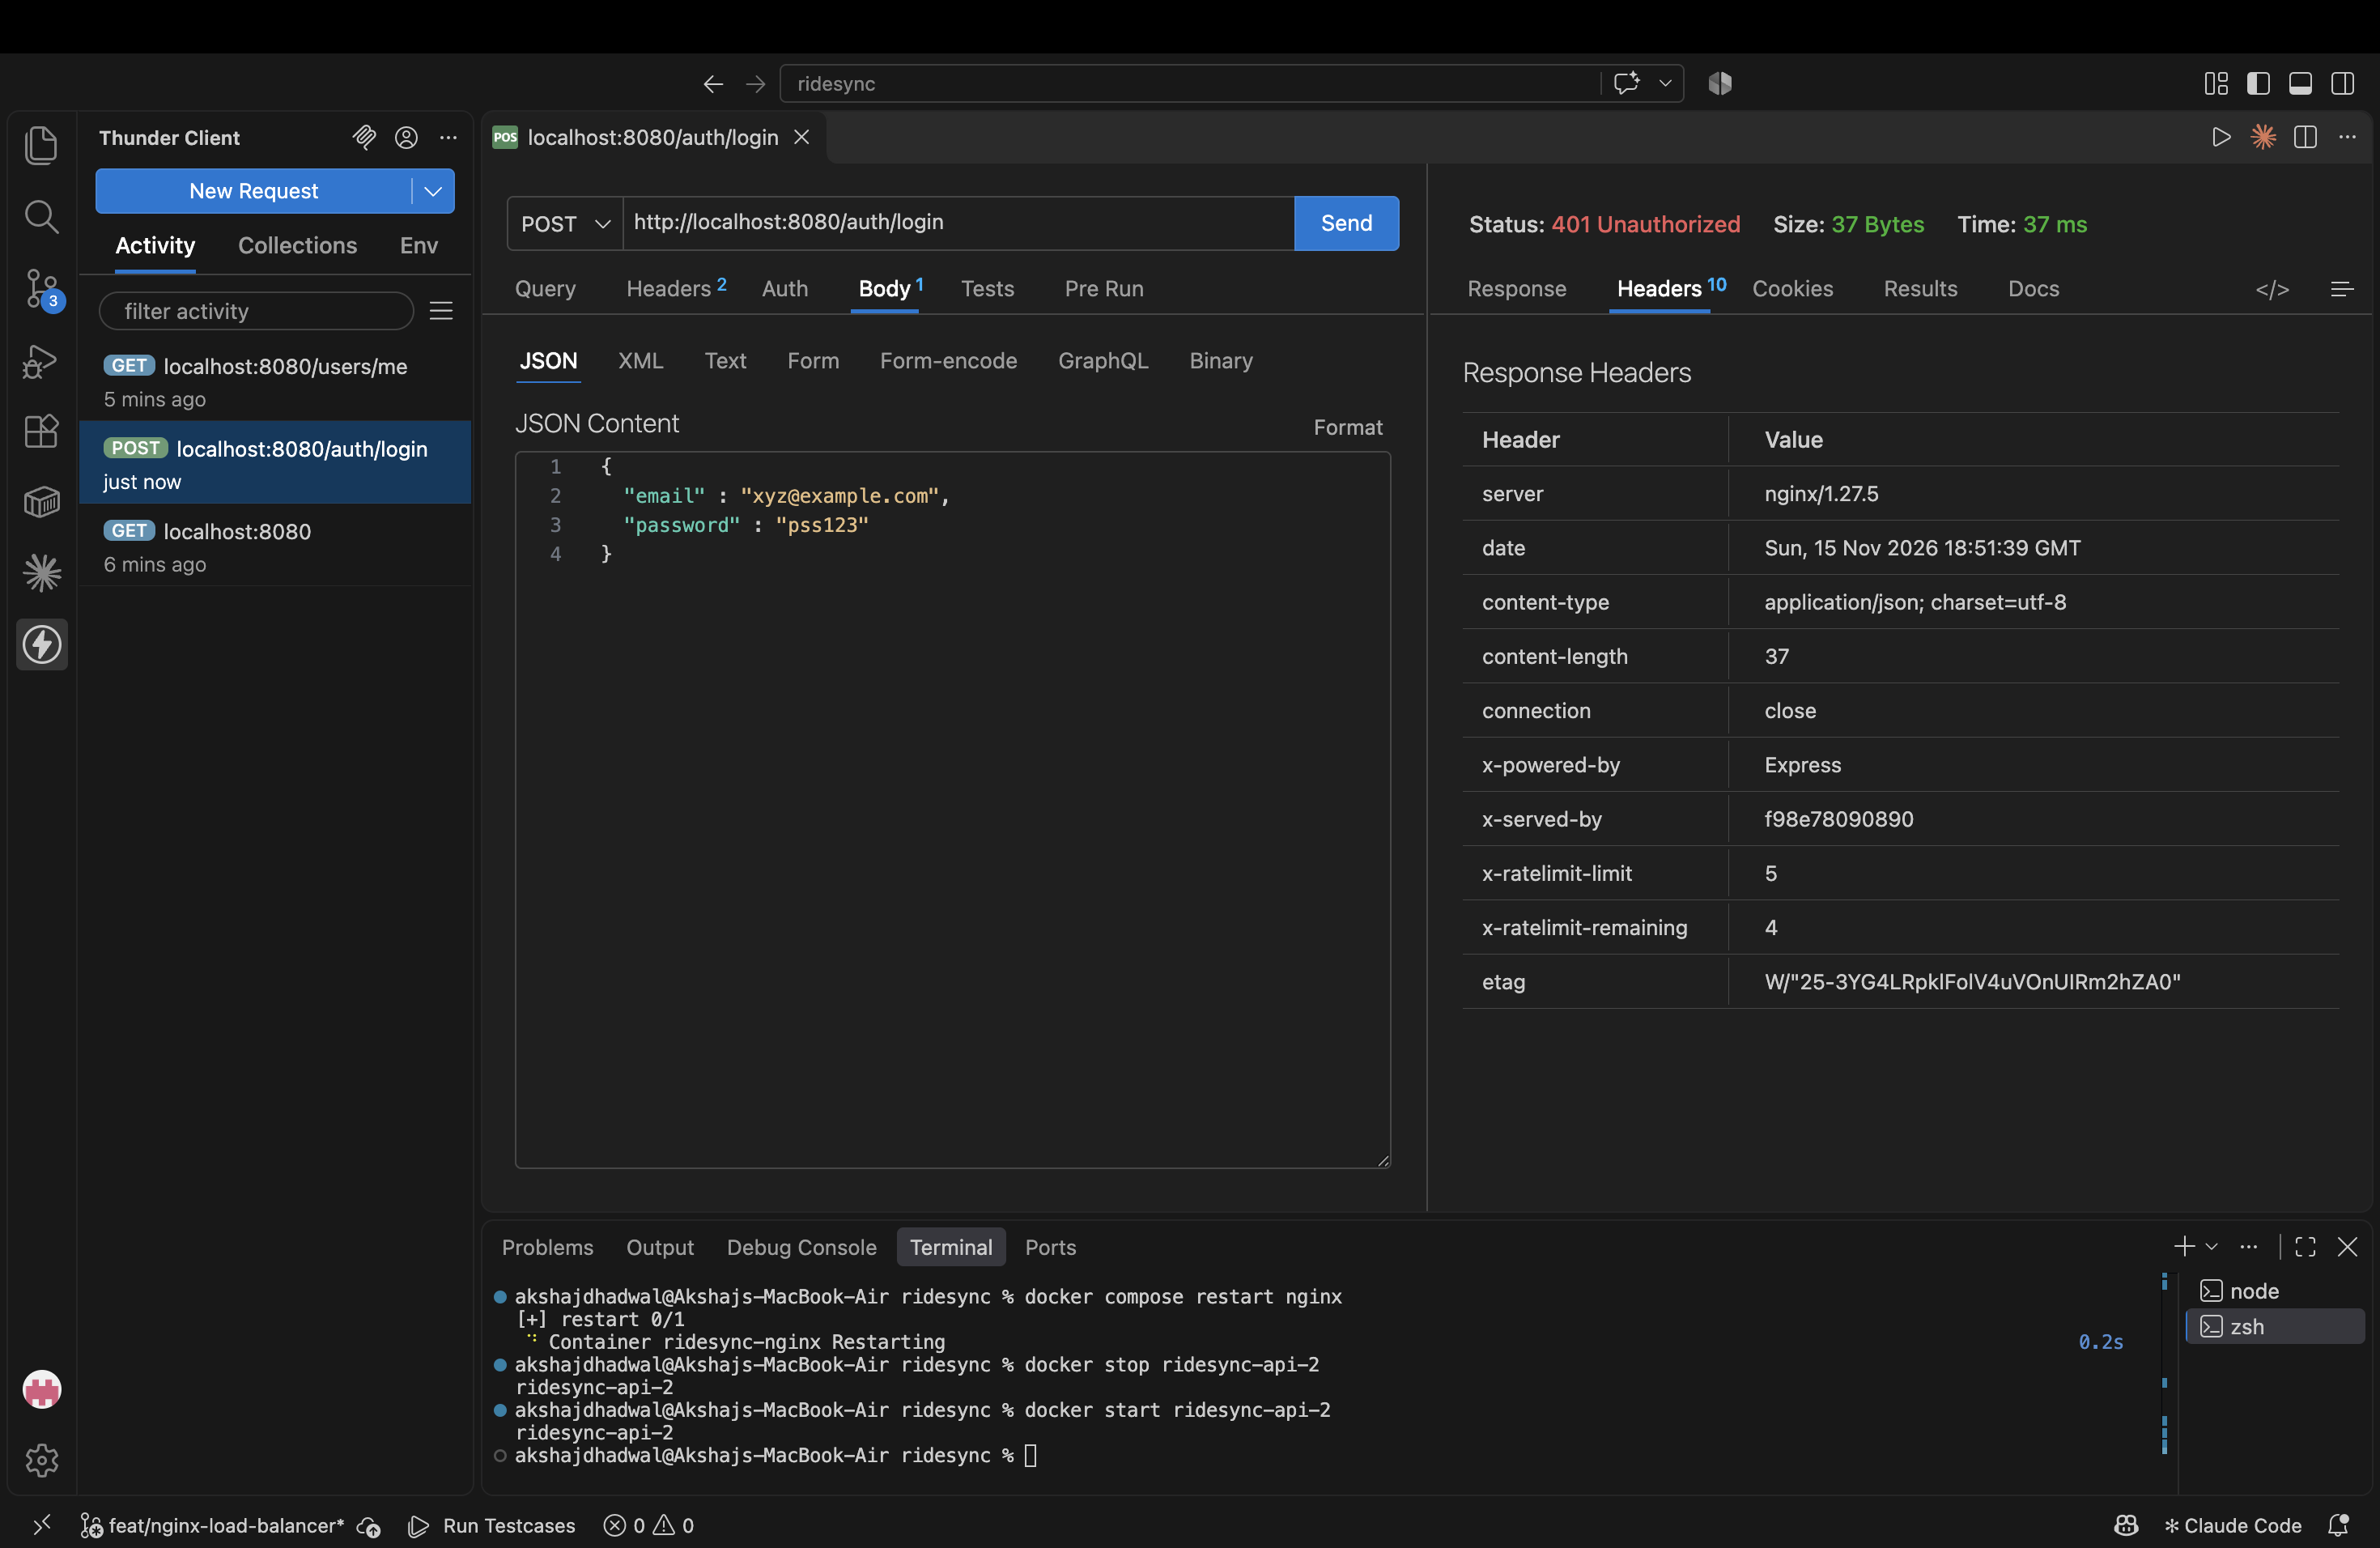 ridesync
Thunder Client
New Request
Activity Collections Env
filter activity
GET localhost:8080/users/me
5 mins ago
POST localhost:8080/auth/login
just now
GET localhost:8080
6 mins ago
3
POS localhost:8080/auth/login
POST http://localhost:8080/auth/login Send
Query Headers 2 Auth Body 1 Tests Pre Run
JSON XML Text Form Form-encode GraphQL Binary
JSON Content Format
1 {
2 "email" : "xyz@example.com",
3 "password" : "pss123"
4 }
Status: 401 Unauthorized Size: 37 Bytes Time: 37 ms
Response Headers 10 Cookies Results Docs </>
Response Headers
Header Value
server nginx/1.27.5
date Sun, 15 Nov 2026 18:51:39 GMT
content-type application/json; charset=utf-8
content-length 37
connection close
x-powered-by Express
x-served-by f98e78090890
x-ratelimit-limit 5
x-ratelimit-remaining 4
etag W/"25-3YG4LRpklFolV4uVOnUIRm2hZA0"
Problems Output Debug Console Terminal Ports
akshajdhadwal@Akshajs-MacBook-Air ridesync % docker compose restart nginx
[+] restart 0/1
Container ridesync-nginx Restarting 0.2s
akshajdhadwal@Akshajs-MacBook-Air ridesync % docker stop ridesync-api-2
ridesync-api-2
akshajdhadwal@Akshajs-MacBook-Air ridesync % docker start ridesync-api-2
ridesync-api-2
akshajdhadwal@Akshajs-MacBook-Air ridesync %
node
zsh
feat/nginx-load-balancer* Run Testcases 0 0 Claude Code